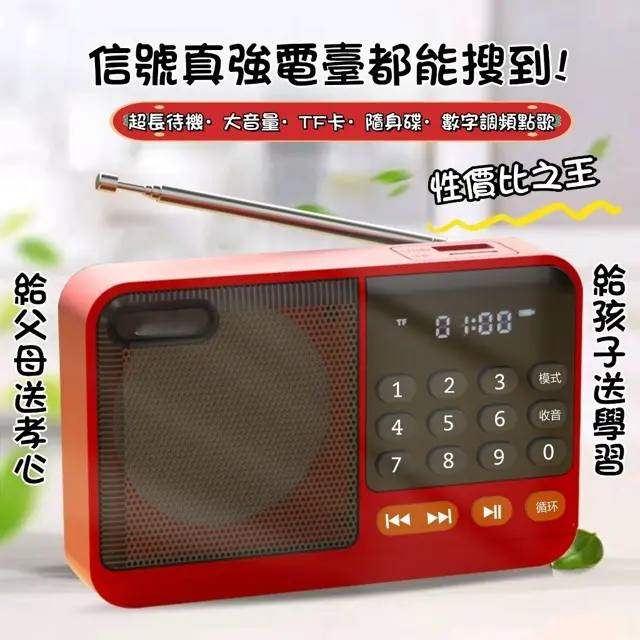 信號真強電臺都能搜到!
超長待機·大音量·TF卡·隨身碟·數字調頻點歌
性價比之王
給父母送孝心
給孩子送學習
TF 01:00
1 2 3 模式
4 5 6 收音
7 8 9 0
循环